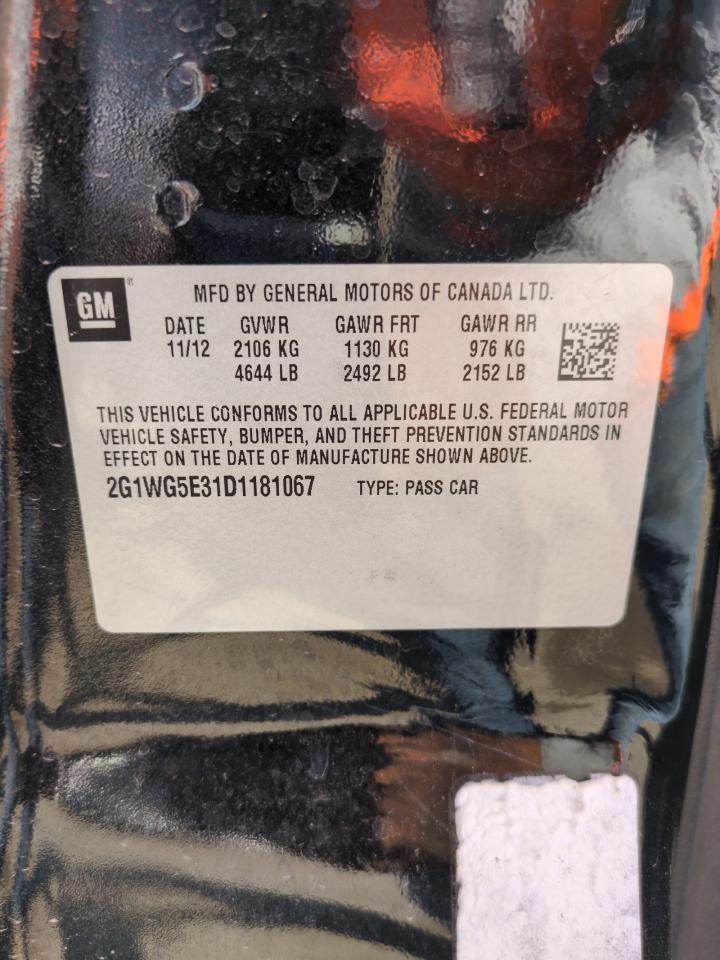 GM
MFD BY GENERAL MOTORS OF CANADA LTD.
DATE GVWR GAWR FRT GAWR RR
11/12 2106 KG 1130 KG 976 KG
4644 LB 2492 LB 2152 LB
THIS VEHICLE CONFORMS TO ALL APPLICABLE U.S. FEDERAL MOTOR
VEHICLE SAFETY, BUMPER, AND THEFT PREVENTION STANDARDS IN
EFFECT ON THE DATE OF MANUFACTURE SHOWN ABOVE.
2G1WG5E31D1181067 TYPE: PASS CAR